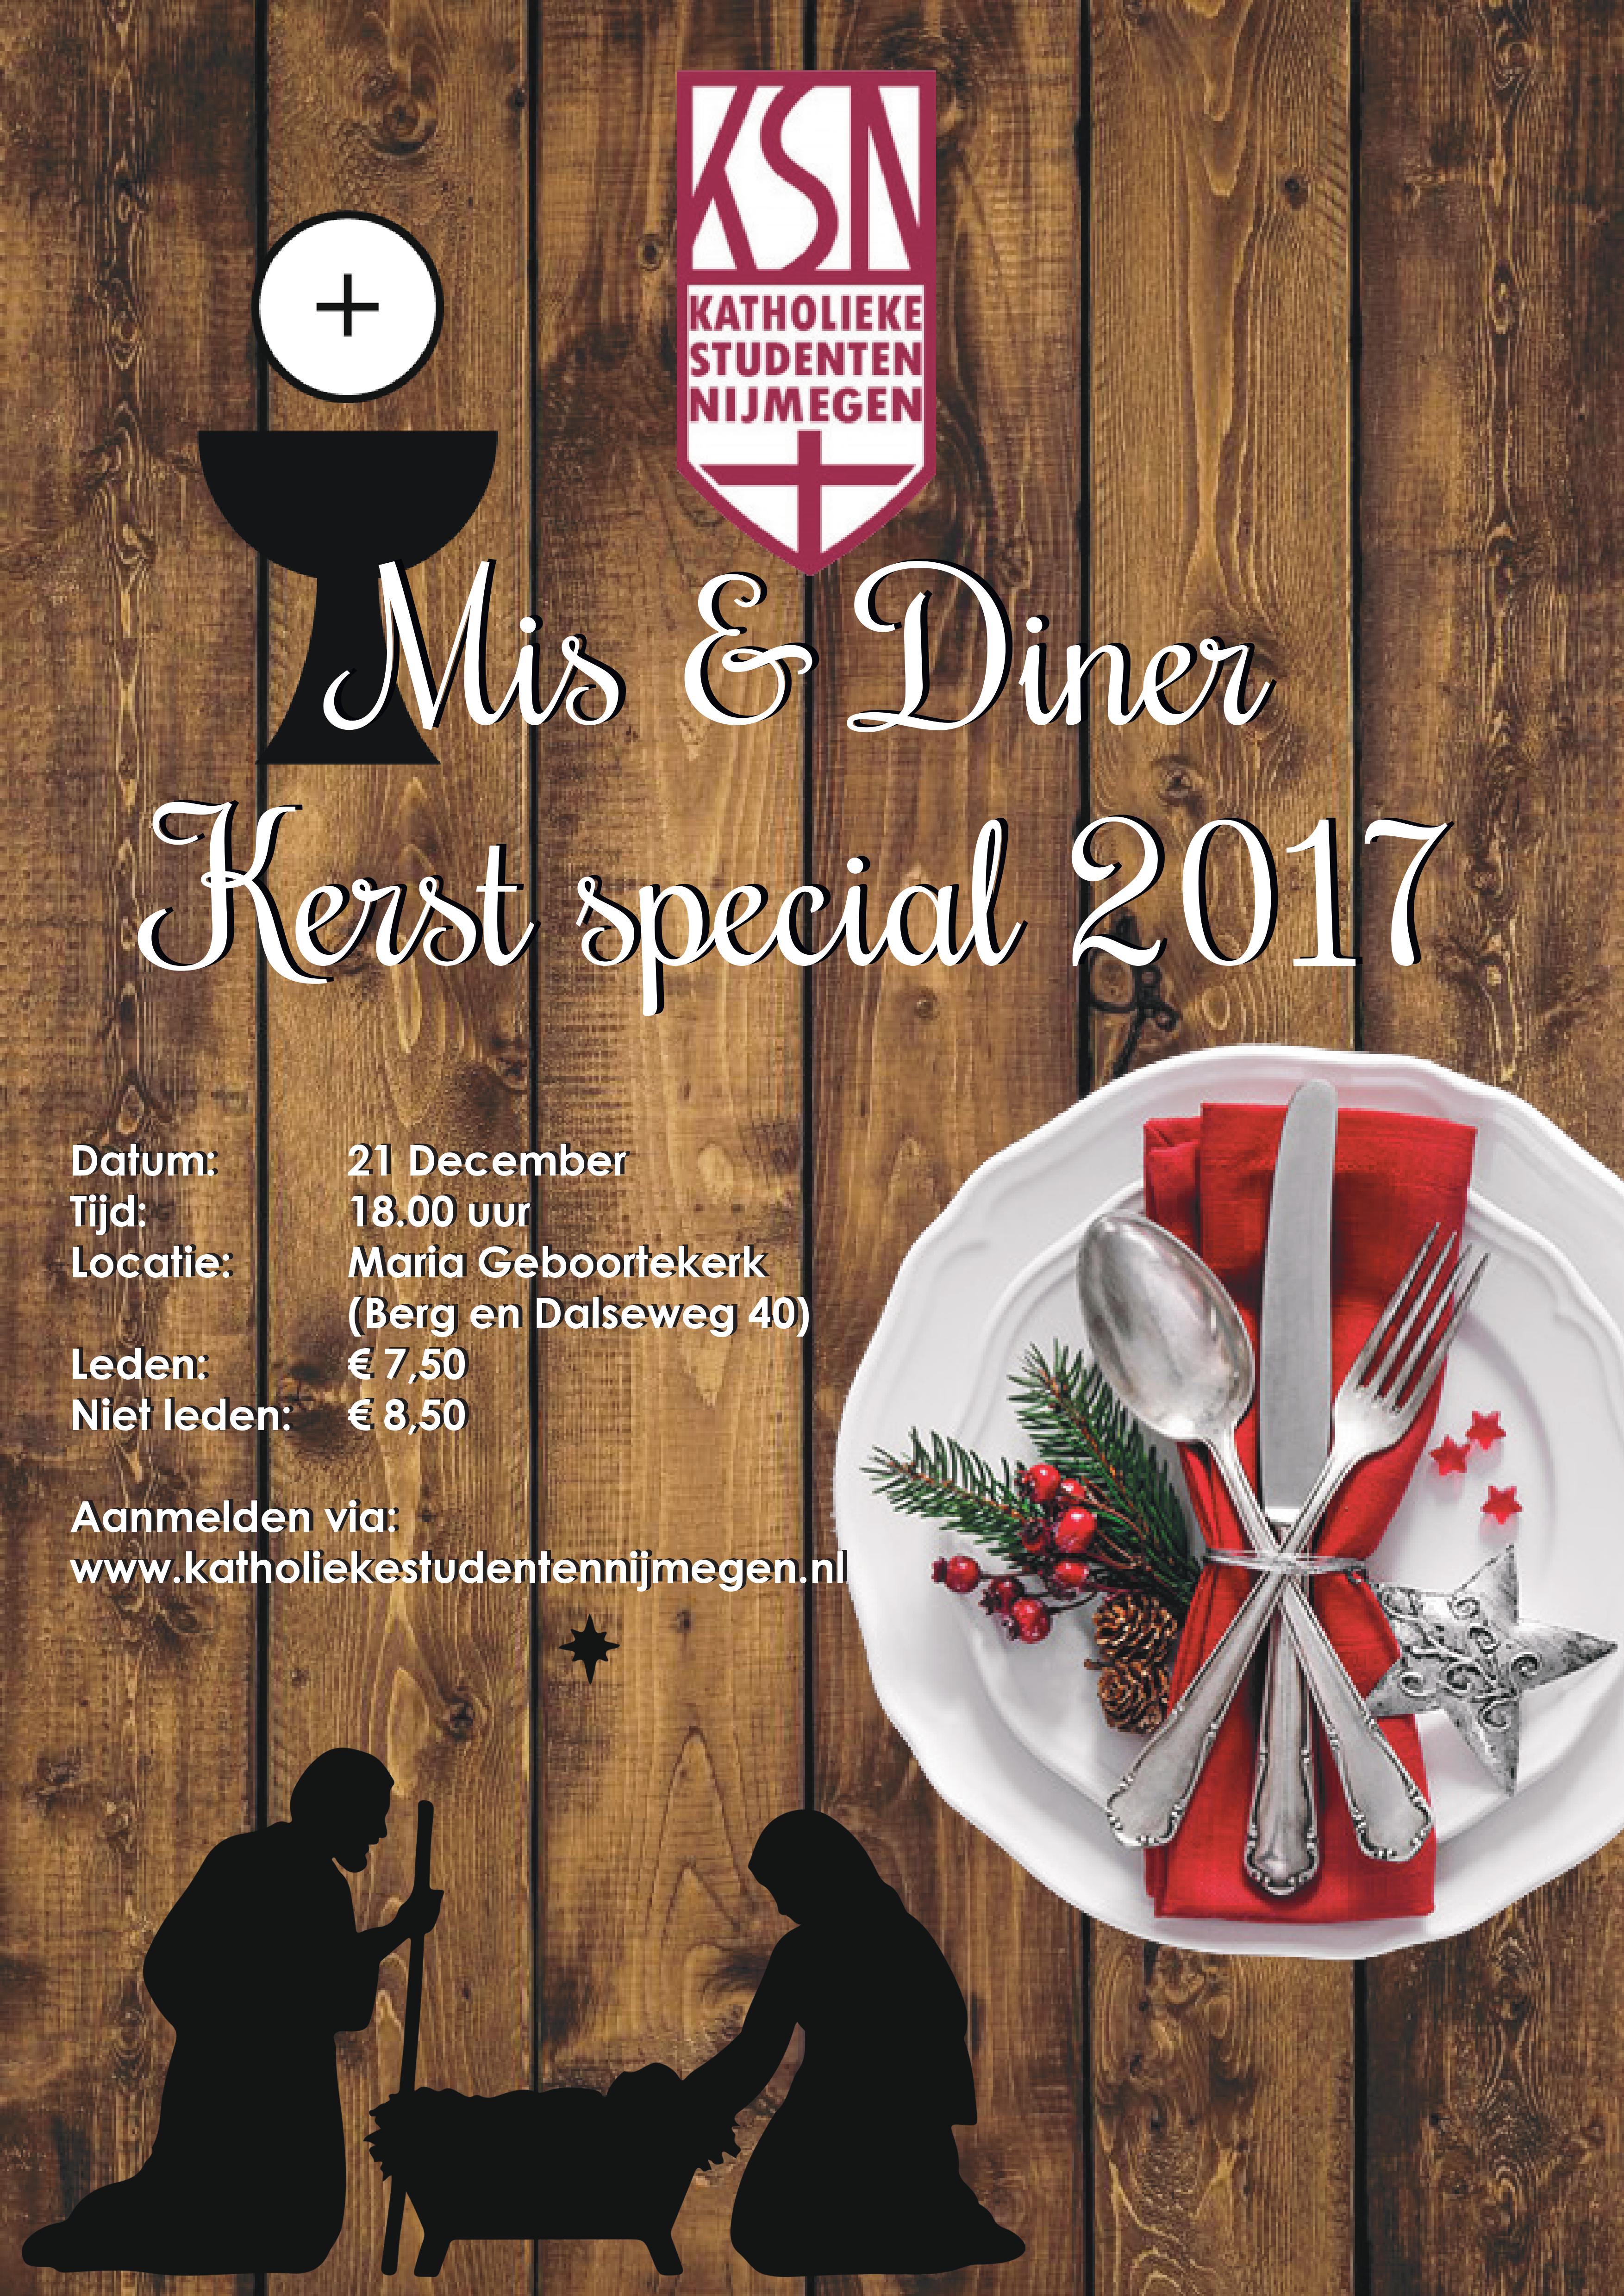 KSN
KATHOLIEKE
STUDENTEN
NIJMEGEN
Mis & Diner
Kerst special 2017
Datum: 21 December
Tijd: 18.00 uur
Locatie: Maria Geboortekerk
(Berg en Dalseweg 40)
Leden: € 7,50
Niet leden: € 8,50
Aanmelden via:
www.katholiekestudentennijmegen.nl